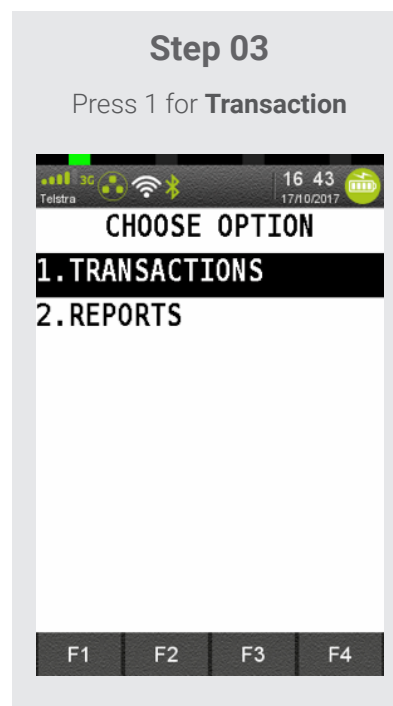 Step 03
Press 1 for Transaction
3G
16 43
Telstra
17/10/2017
CHOOSE OPTION
1.TRANSACTIONS
2.REPORTS
F1 F2 F3 F4